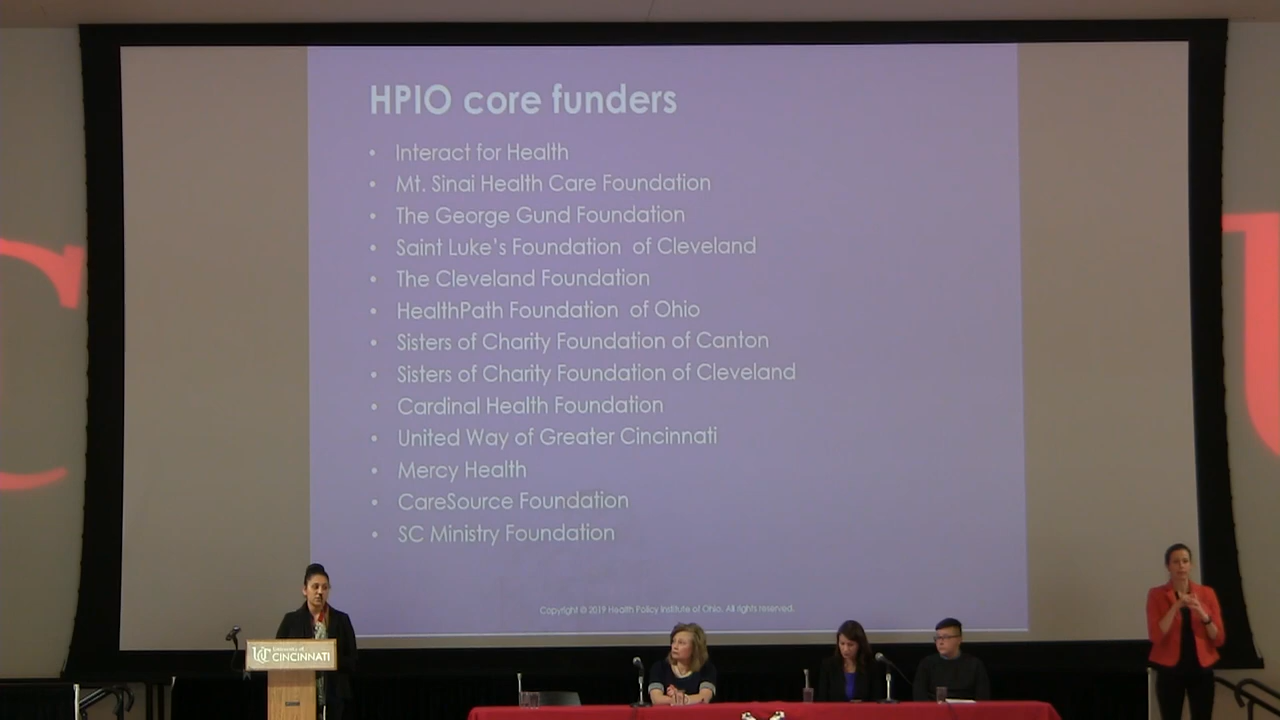 HPIO core funders
• Interact for Health
• Mt. Sinai Health Care Foundation
• The George Gund Foundation
• Saint Luke's Foundation of Cleveland
• The Cleveland Foundation
• HealthPath Foundation of Ohio
• Sisters of Charity Foundation of Canton
• Sisters of Charity Foundation of Cleveland
• Cardinal Health Foundation
• United Way of Greater Cincinnati
• Mercy Health
• CareSource Foundation
• SC Ministry Foundation
Copyright © 2019 Health Policy Institute of Ohio. All rights reserved.
C
U
UC University of
CINCINNATI